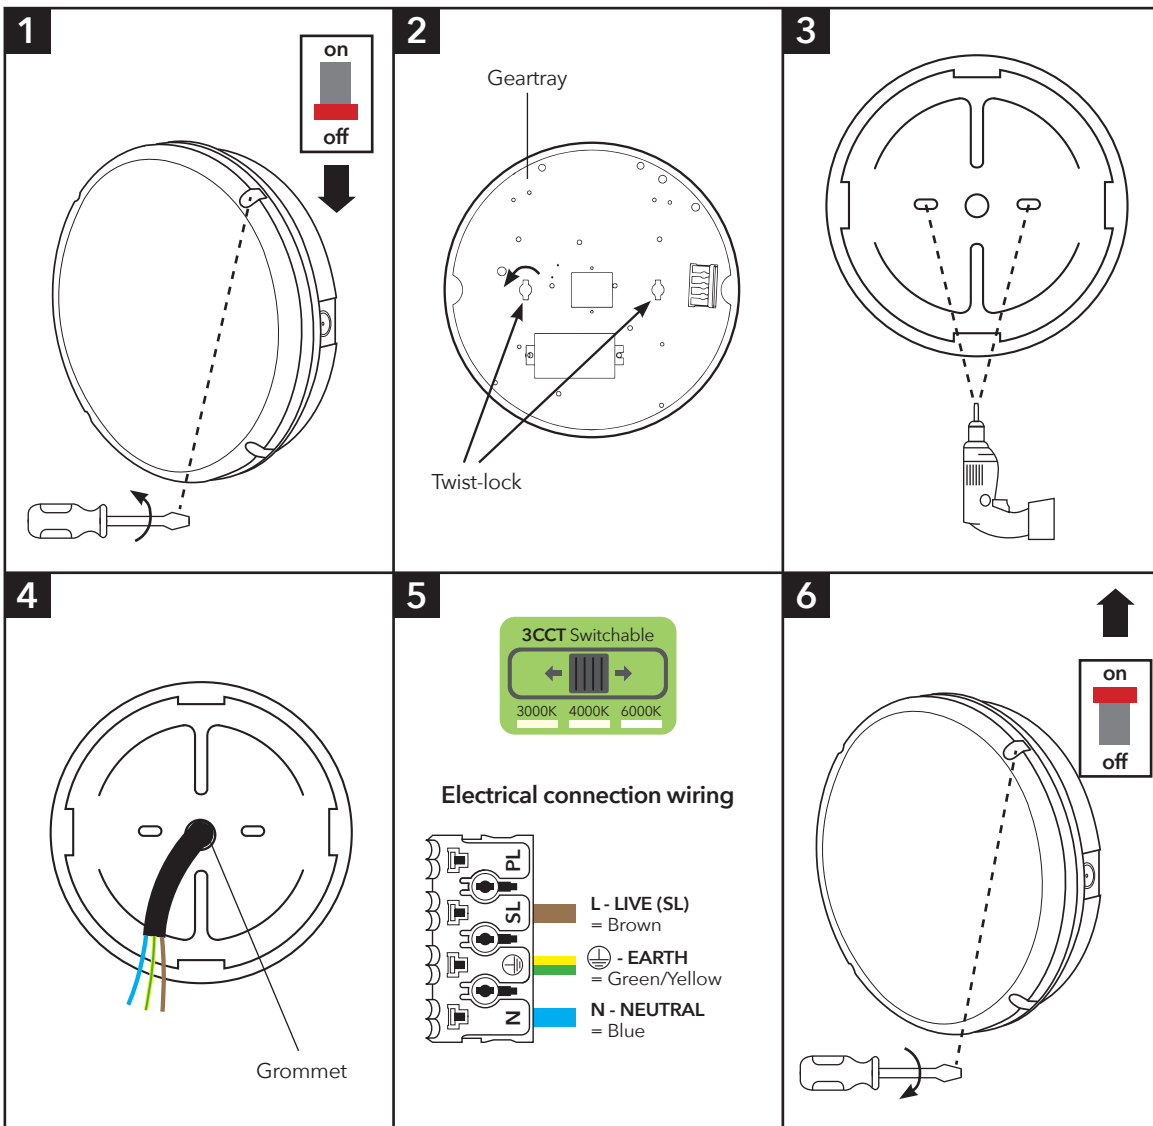 1
on
off
2
Geartray
Twist-lock
3
4
Grommet
5
3CCT Switchable
3000K 4000K 6000K
Electrical connection wiring
PL
SL
N
L - LIVE (SL)
= Brown
⏚ - EARTH
= Green/Yellow
N - NEUTRAL
= Blue
6
on
off